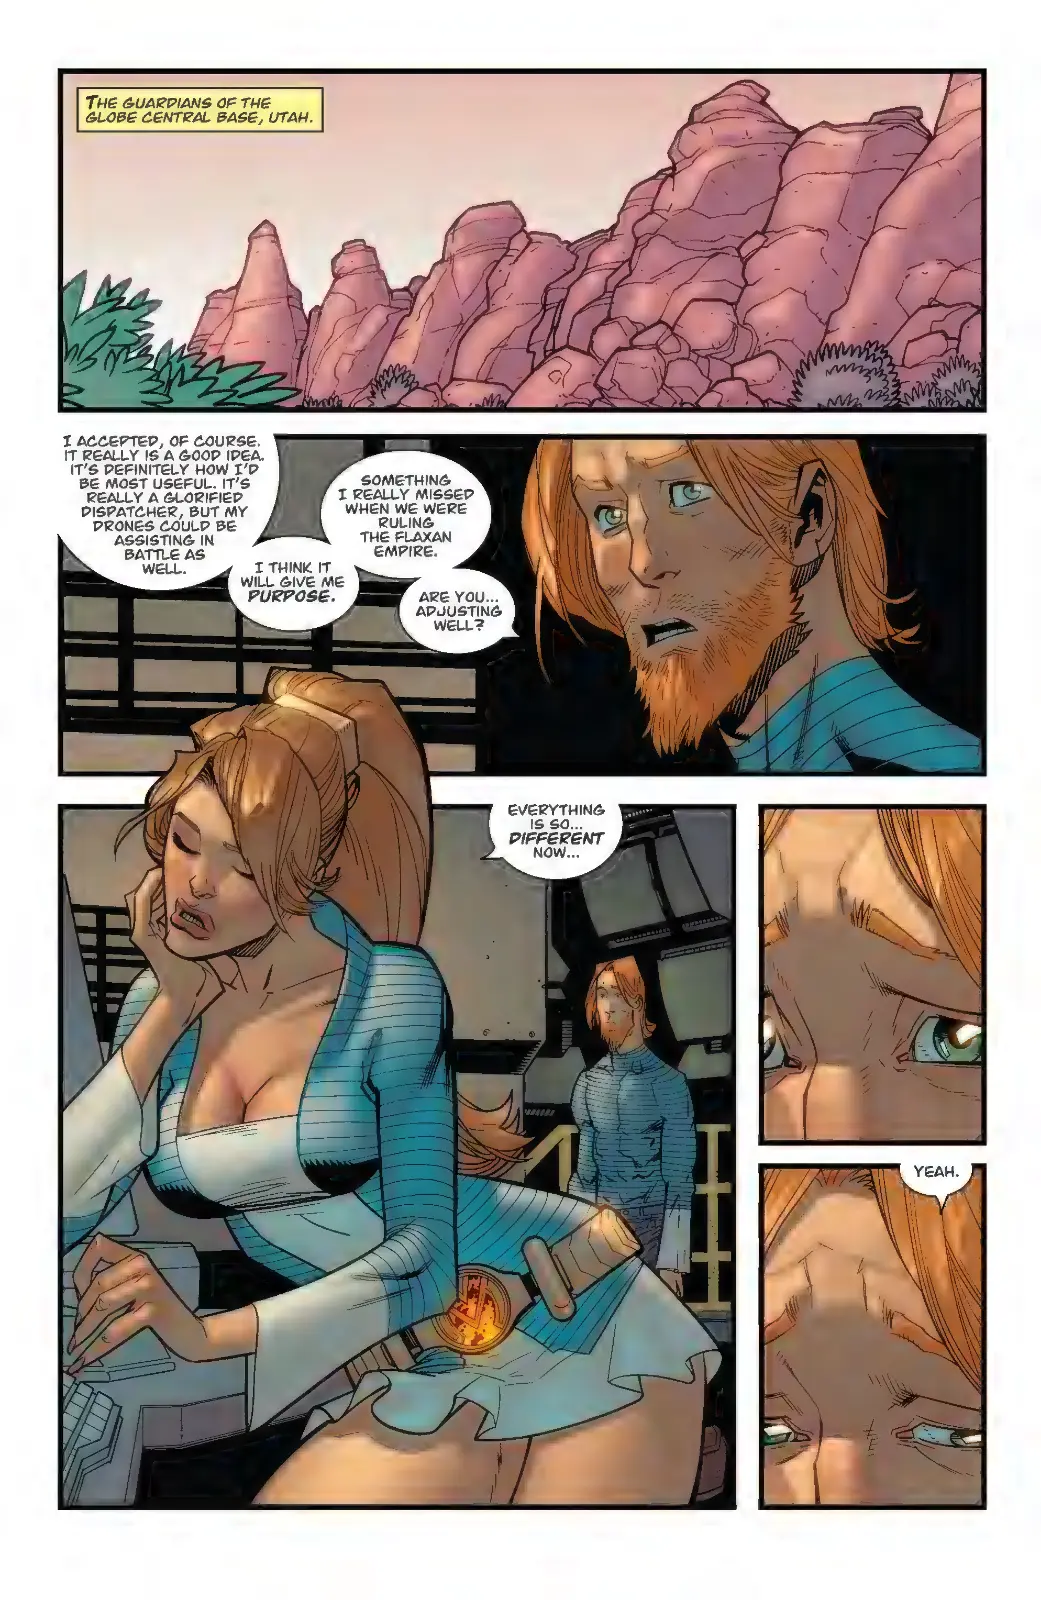 THE GUARDIANS OF THE
GLOBE CENTRAL BASE, UTAH.
I ACCEPTED, OF COURSE.
IT REALLY IS A GOOD IDEA.
IT'S DEFINITELY HOW I'D
BE MOST USEFUL. IT'S
REALLY A GLORIFIED
DISPATCHER, BUT MY
DRONES COULD BE
ASSISTING IN
BATTLE AS
WELL.
I THINK IT
WILL GIVE ME
PURPOSE.
SOMETHING
I REALLY MISSED
WHEN WE WERE
RULING
THE FLAXAN
EMPIRE.
ARE YOU...
ADJUSTING
WELL?
EVERYTHING
IS SO...
DIFFERENT
NOW...
YEAH.